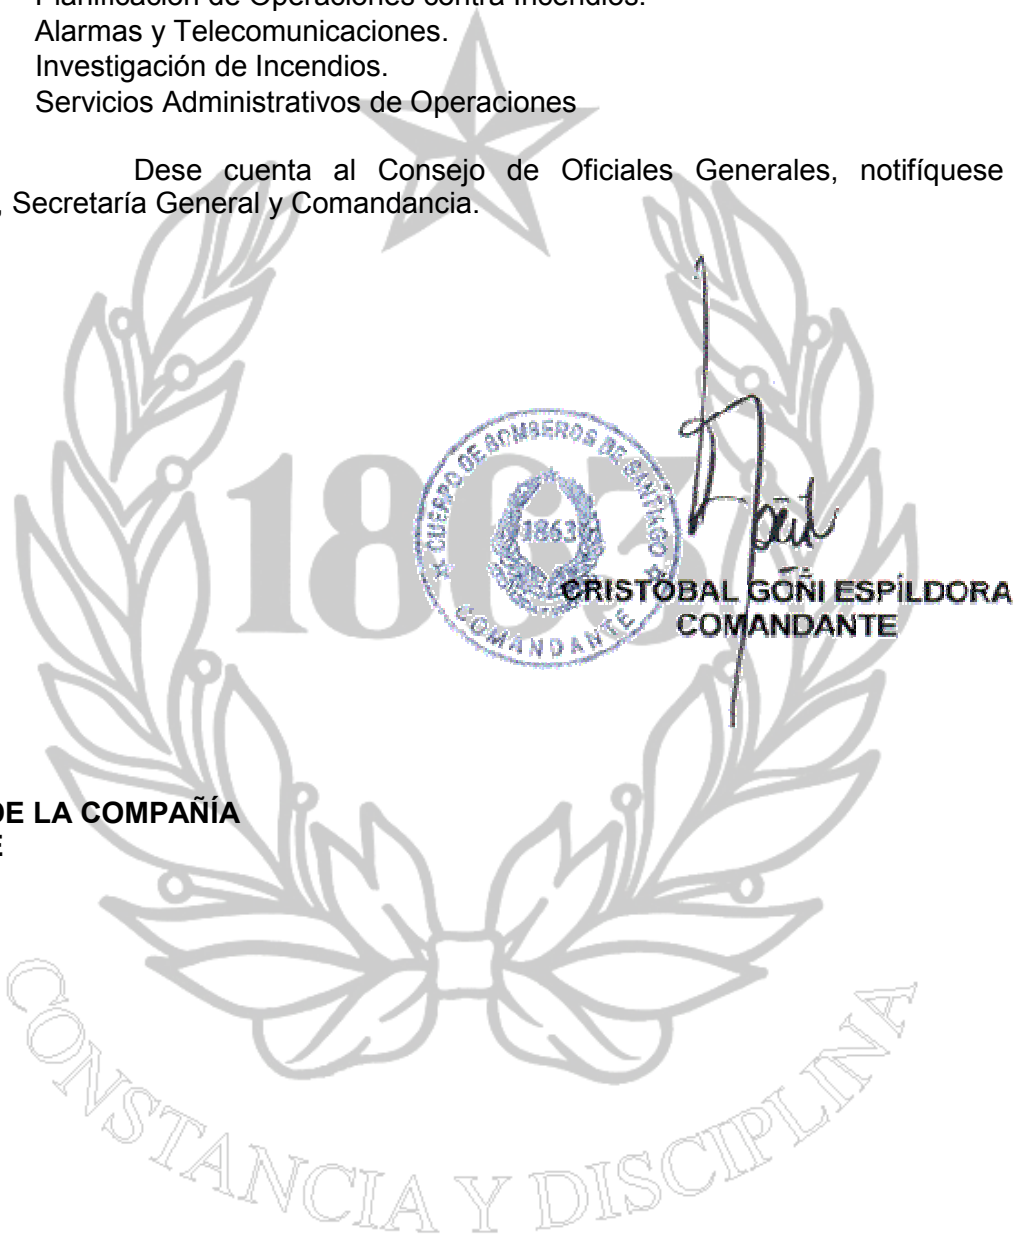 Planificación de Operaciones contra Incendios.
Alarmas y Telecomunicaciones.
Investigación de Incendios.
Servicios Administrativos de Operaciones
Dese cuenta al Consejo de Oficiales Generales, notifíquese
, Secretaría General y Comandancia.
CUERPO DE BOMBEROS DE SANTIAGO
1863
COMANDANTE
1863
CRISTÓBAL GOÑI ESPÍLDORA
COMANDANTE
DE LA COMPAÑÍA
E
CONSTANCIA Y DISCIPLINA